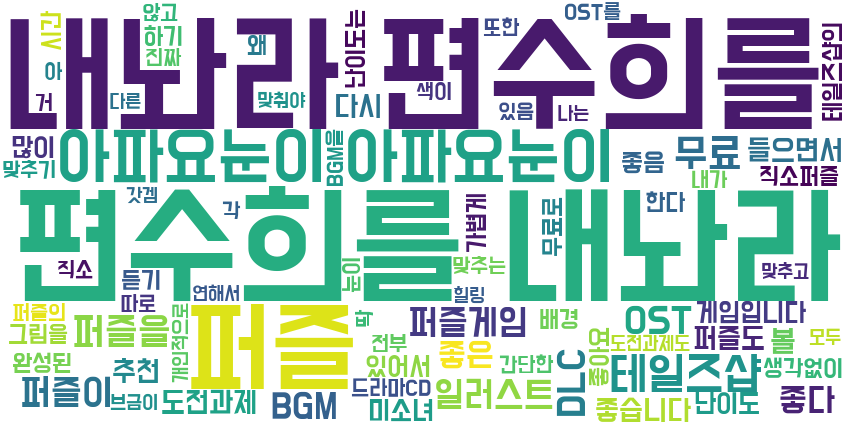 내놔라 편수희를
않고 OST를
시간 하기 왜 난이도는 또한 테일즈샵의
진짜
아 색이
거 다른 맞춰야 다시 있음 나는
많이 아파요눈이 아파요눈이 BGM을 좋음 무료 들으면서
맞추기 내가 직소퍼즐
갓겜 각 가볍게 한다
편수희를 내놔라
무료로
직소 듣기 눈이 맞추는 맞추고
따로 연해서 힐링
퍼즐의 퍼즐을 개인적으로 퍼즐 퍽 퍼즐게임 배경 OST 게임입니다
그림을 퍼즐도 볼 모두
완성된 추천 전부 좋은 간단한 좋아여 도전과제도
있어서 DLC 테일즈샵 생각없이
퍼즐이 브금이 도전과제 BGM 드라마CD 일러스트 난이도 좋다
미소녀 좋습니다